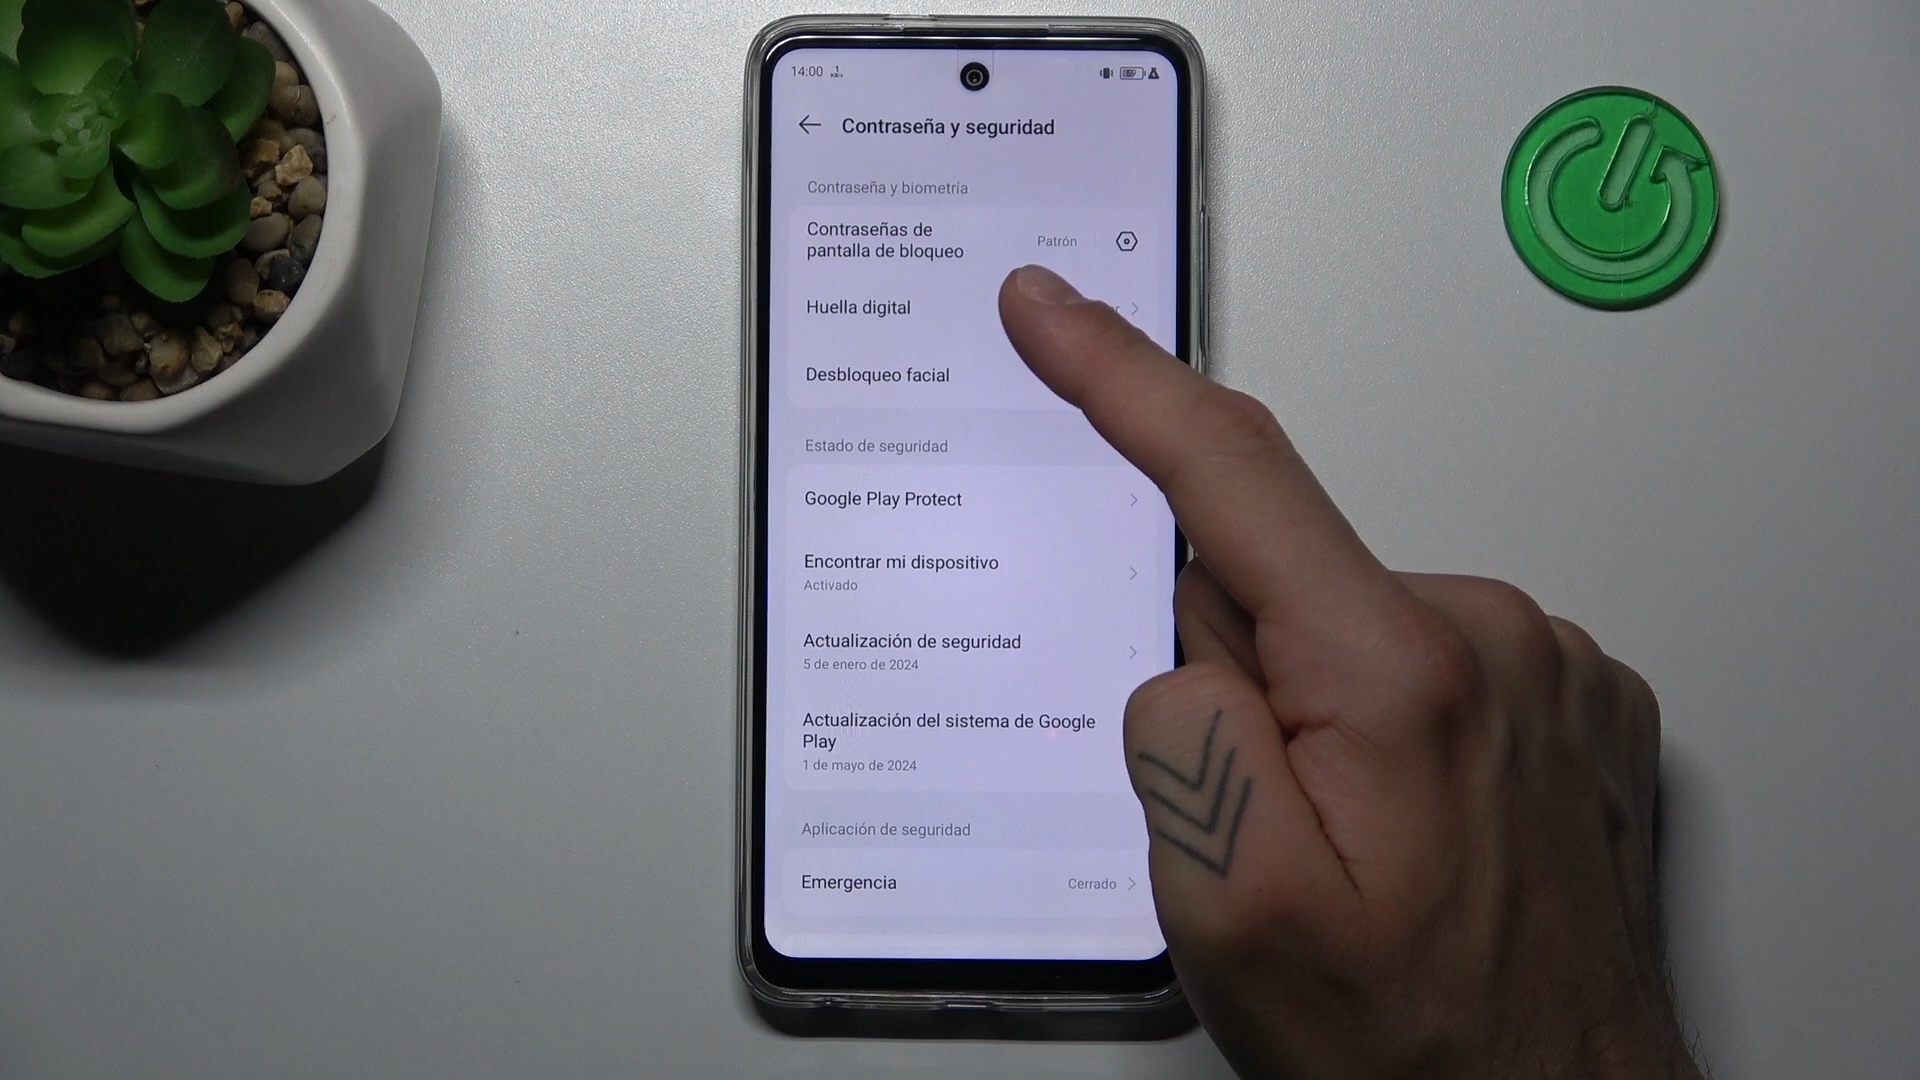 14:00
Contraseña y seguridad
Contraseña y biometría
Contraseñas de
pantalla de bloqueo
Patrón
Huella digital
Desbloqueo facial
Estado de seguridad
Google Play Protect
Encontrar mi dispositivo
Activado
Actualización de seguridad
5 de enero de 2024
Actualización del sistema de Google
Play
1 de mayo de 2024
Aplicación de seguridad
Emergencia
Cerrado